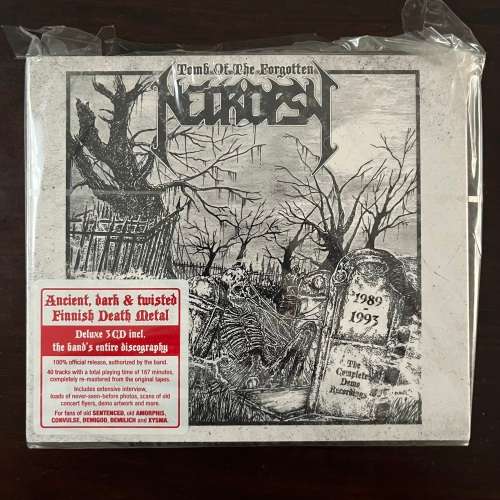 Tomb Of The Forgotten
NECROPSY
1989
1993
The
Complete
Demo
Recordings
Ancient, dark & twisted
Finnish Death Metal
Deluxe 3CD incl.
the band's entire discography
100% official release, authorized by the band.
40 tracks with a total playing time of 167 minutes,
completely re-mastered from the original tapes.
Includes extensive interview,
loads of never-seen-before photos, scans of old
concert flyers, demo artwork and more.
For fans of old SENTENCED, old AMORPHIS,
CONVULSE, DEMIGOD, DEMILICH and XYSMA.